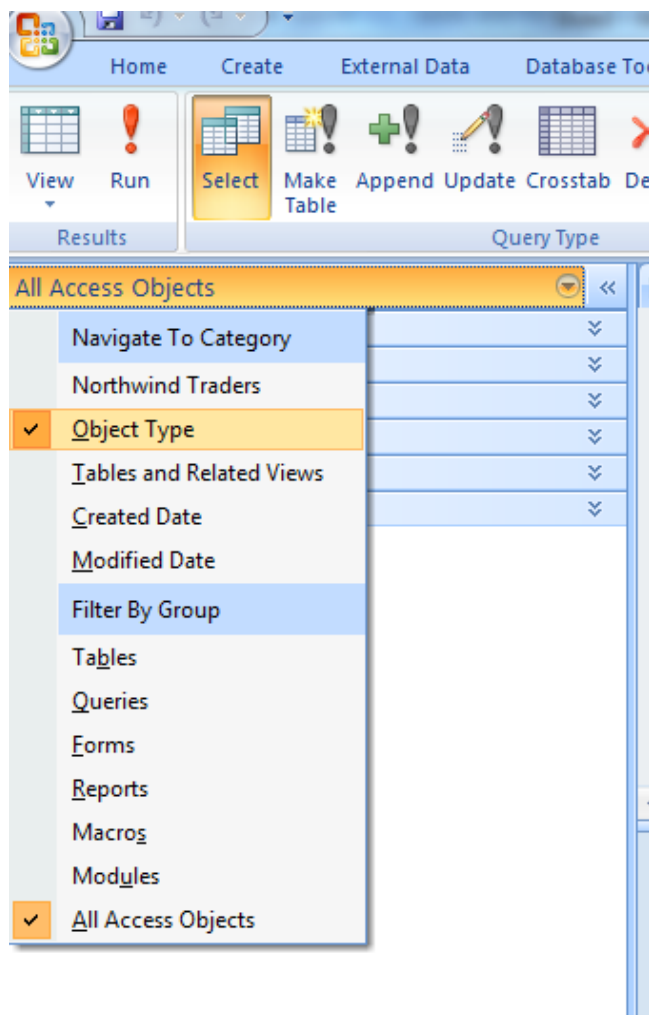 Home Create External Data Database Too
View Run Select Make Table Append Update Crosstab De
Results Query Type
All Access Objects
Navigate To Category
Northwind Traders
Object Type
Tables and Related Views
Created Date
Modified Date
Filter By Group
Tables
Queries
Forms
Reports
Macros
Modules
All Access Objects